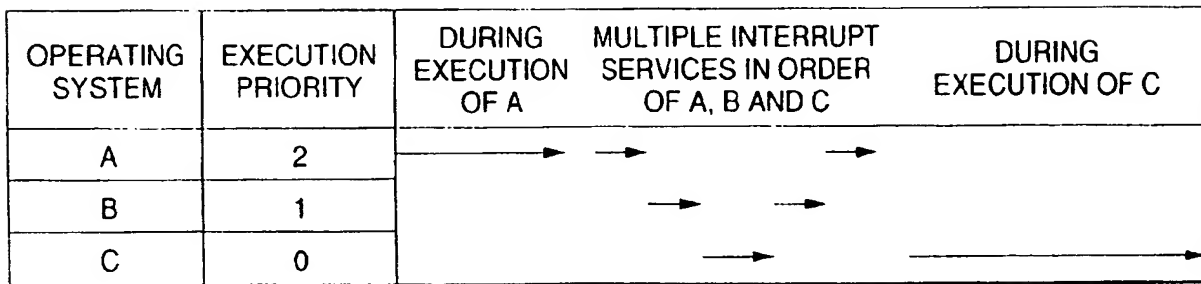 OPERATING SYSTEM
EXECUTION PRIORITY
DURING EXECUTION OF A
MULTIPLE INTERRUPT SERVICES IN ORDER OF A, B AND C
DURING EXECUTION OF C
A 2
B 1
C 0